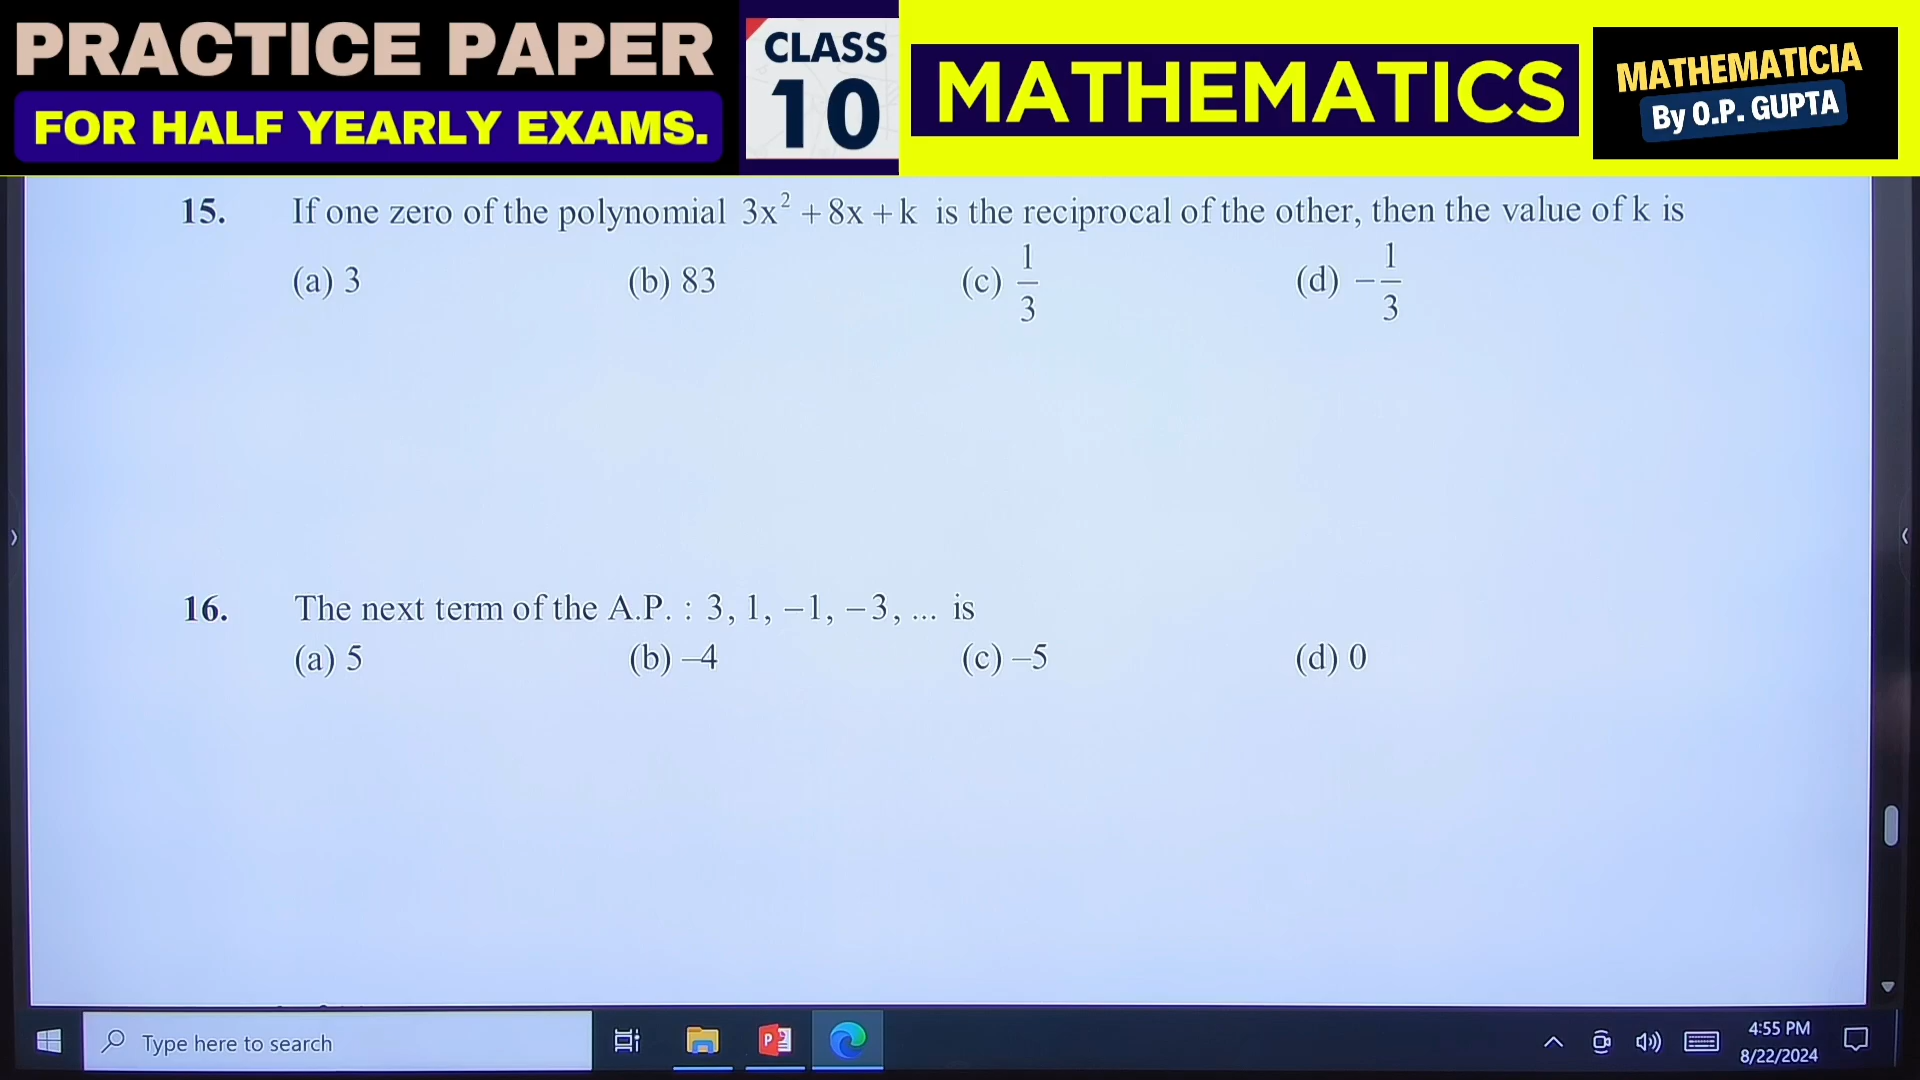 PRACTICE PAPER
FOR HALF YEARLY EXAMS.
CLASS
10
MATHEMATICS
MATHEMATICIA
By O.P. GUPTA
15. If one zero of the polynomial 3x² + 8x + k is the reciprocal of the other, then the value of k is
(a) 3 (b) 83 (c) 1/3 (d) −1/3
16. The next term of the A.P. : 3, 1, −1, −3, ... is
(a) 5 (b) –4 (c) –5 (d) 0
Type here to search
4:55 PM
8/22/2024